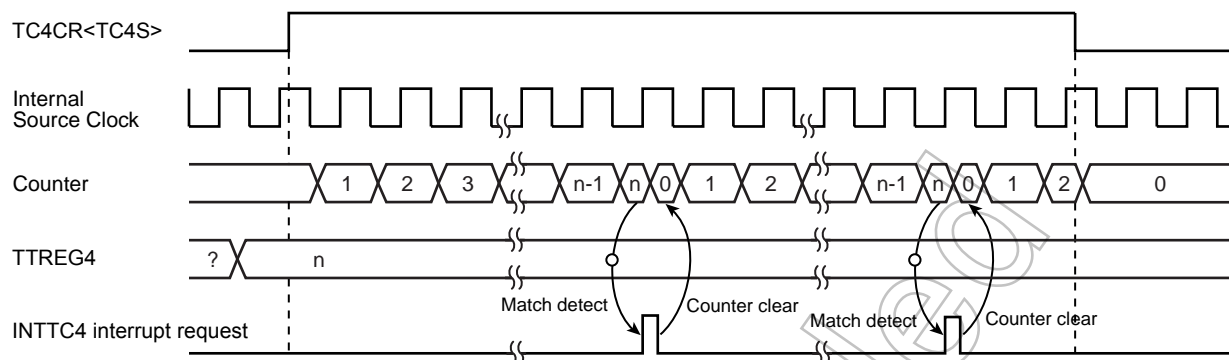 TC4CR<TC4S>
Internal
Source Clock
Counter
1 2 3 n-1 n 0 1 2 n-1 n 0 1 2 0
TTREG4
? n
Match detect Counter clear Match detect Counter clear
INTTC4 interrupt request